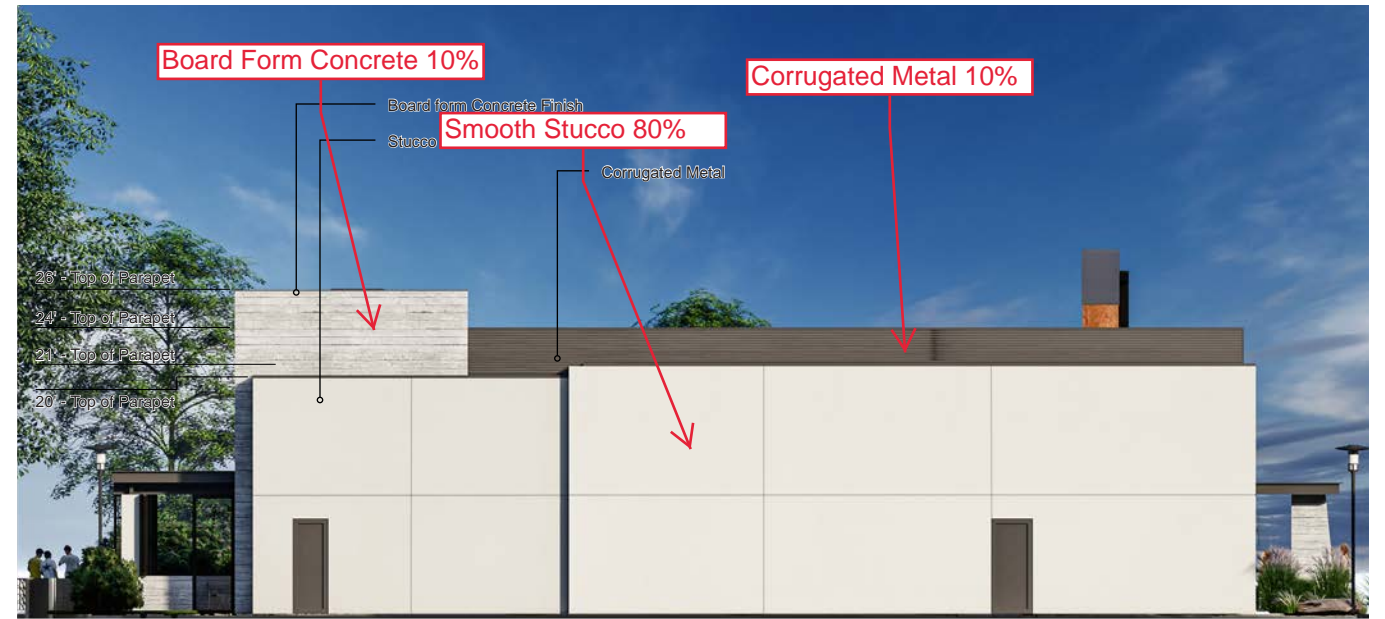 Board Form Concrete 10%
Corrugated Metal 10%
Board form Concrete Finish
Smooth Stucco 80%
Stucco
Corrugated Metal
26' - Top of Parapet
24' - Top of Parapet
21' - Top of Parapet
20' - Top of Parapet